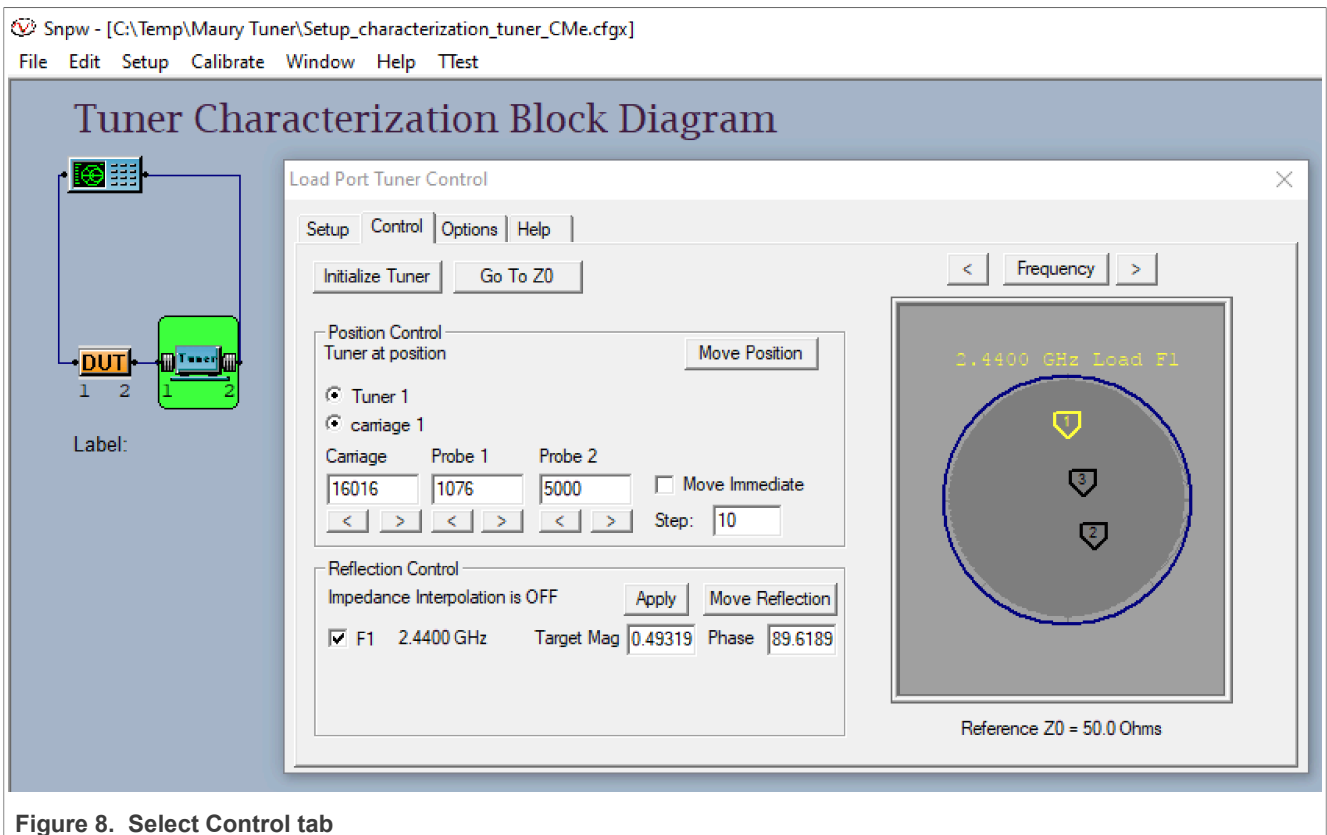 Snpw - [C:\Temp\Maury Tuner\Setup_characterization_tuner_CMe.cfgx]
File Edit Setup Calibrate Window Help TTest
Tuner Characterization Block Diagram
Load Port Tuner Control
Setup Control Options Help
Initialize Tuner Go To Z0
< Frequency >
Position Control
Tuner at position Move Position
Tuner 1
carriage 1
Carriage Probe 1 Probe 2
16016 1076 5000 Move Immediate
< > < > < > Step: 10
Reflection Control
Impedance Interpolation is OFF Apply Move Reflection
F1 2.4400 GHz Target Mag 0.49319 Phase 89.6189
2.4400 GHz Load F1
1
3
2
Reference Z0 = 50.0 Ohms
DUT Tuner
1 2 1 2
Label:
Figure 8. Select Control tab